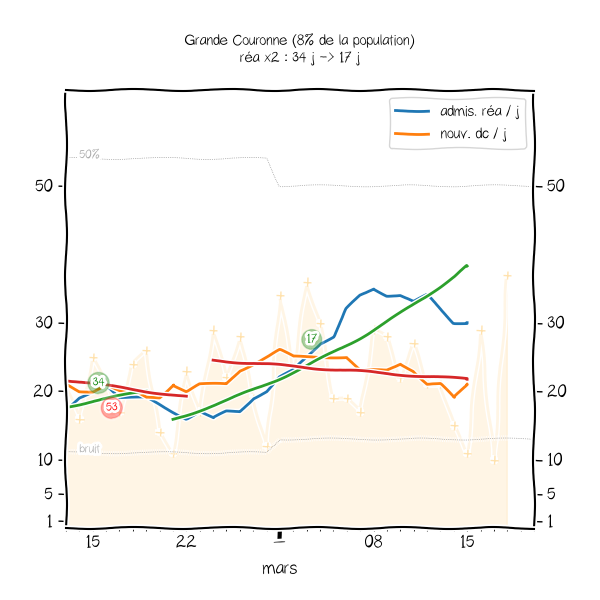 Grande Couronne (8% de la population)
réa x2 : 34 j -> 17 j
admis. réa / j
nouv. dc / j
50%
50 50
17
30 30
34
53
20 20
bruit
10 10
5 5
1 1
15 22 1 08 15
mars